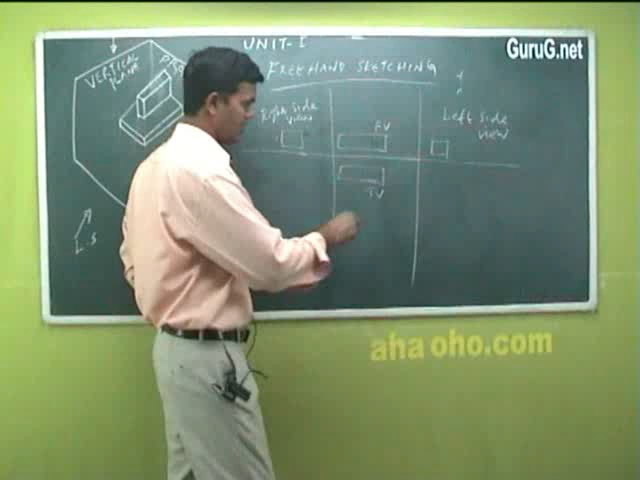 GuruG.net
UNIT-I
FREEHAND SKETCHING
VERTICAL
PLANE
Right Side
View
FV
Left Side
View
TV
L.S
aha oho.com